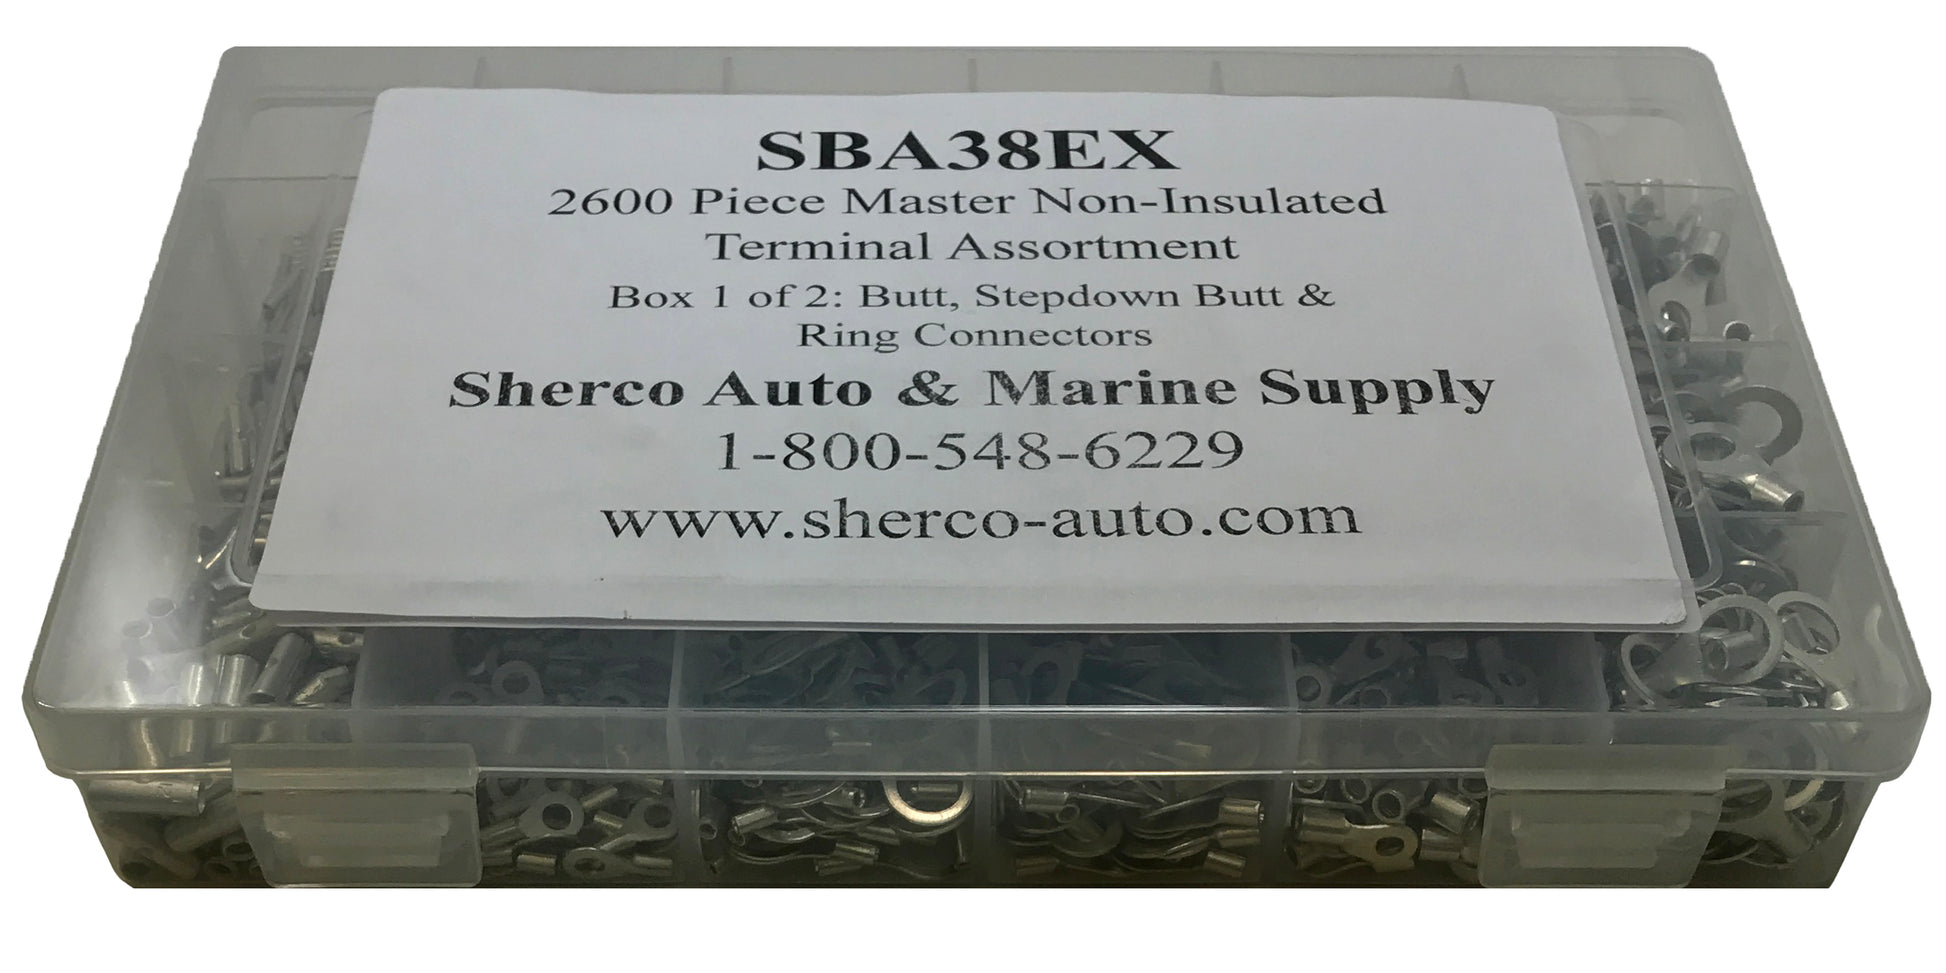 SBA38EX
2600 Piece Master Non-Insulated
Terminal Assortment
Box 1 of 2: Butt, Stepdown Butt &
Ring Connectors
Sherco Auto & Marine Supply
1-800-548-6229
www.sherco-auto.com